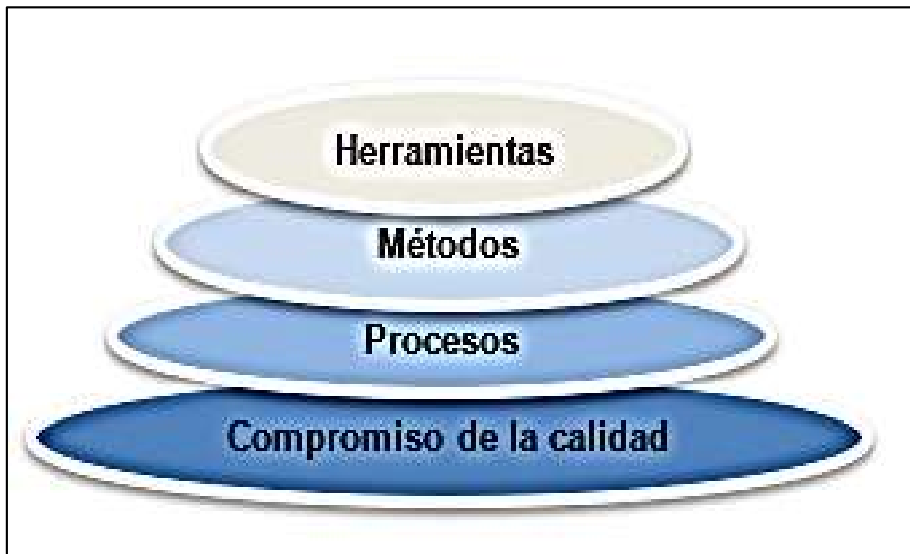 Herramientas
Métodos
Procesos
Compromiso de la calidad